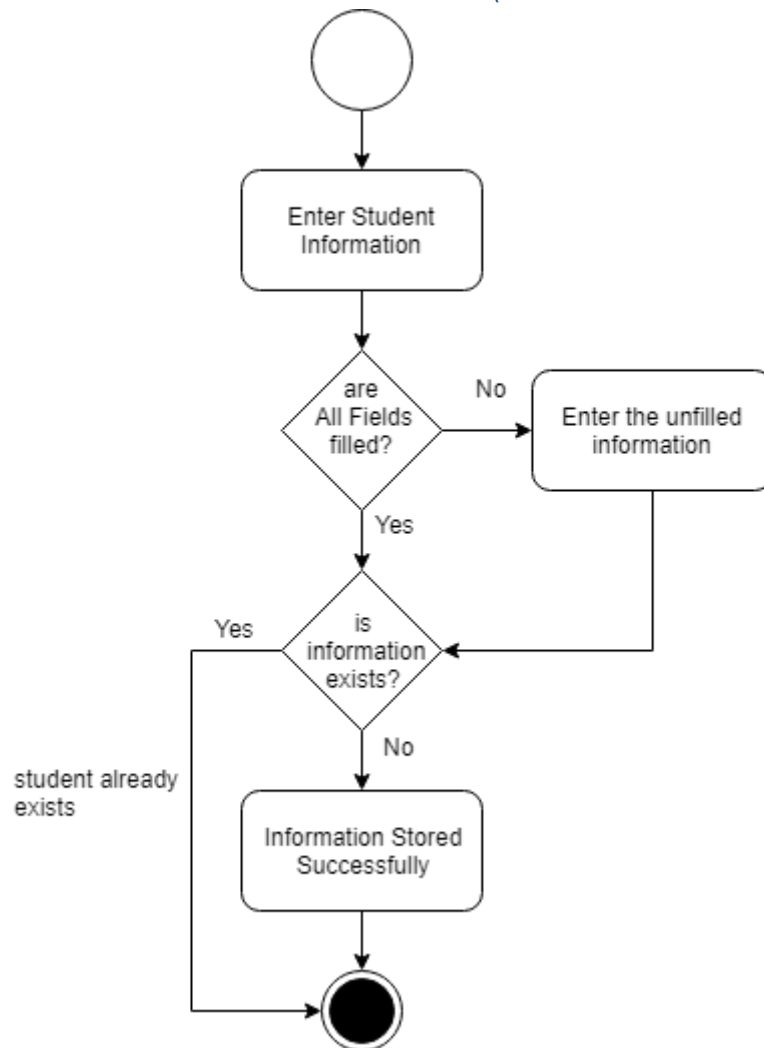 Enter Student
Information
are
All Fields
filled?
No
Enter the unfilled
information
Yes
is
information
exists?
Yes
No
student already
exists
Information Stored
Successfully